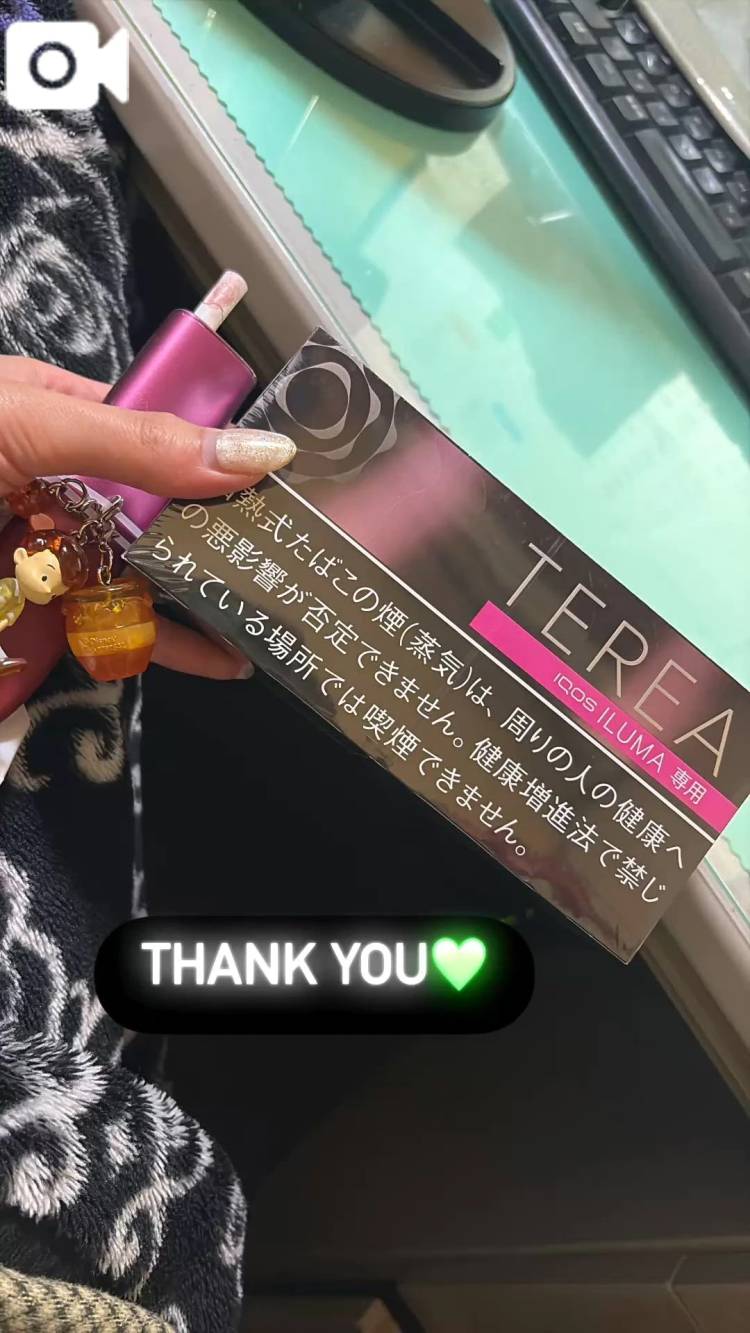 TEREA
IQOS ILUMA 専用
熱式たばこの煙(蒸気)は、周りの人の健康へ
の悪影響が否定できません。健康増進法で禁じ
られている場所では喫煙できません。
Disney
THANK YOU💚